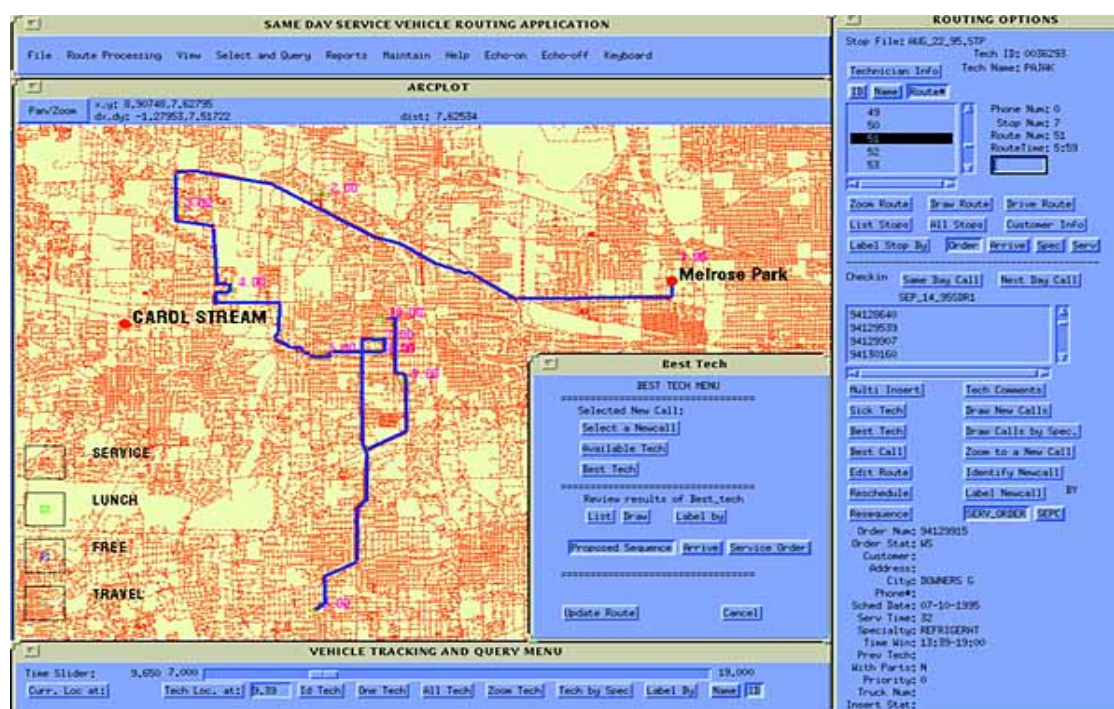 SAME DAY SERVICE VEHICLE ROUTING APPLICATION
File Route Processing View Select and Query Reports Maintain Help Echo-on Echo-off Keyboard
ARCPLOT
Pan/Zoom
x,y: 8.90748,7.62795
dx,dy: -1.27953,7.51722 dist: 7.62534
2.00
3.00
4.00
Melrose Park
CAROL STREAM
10.00
9.00
SERVICE
LUNCH
FREE
TRAVEL
Best Tech
BEST TECH MENU
Selected New Call:
Select a Newcall
Available Tech
Best Tech
Review results of Best_tech
List Draw Label by
Proposed Sequence Arrive Service Order
Update Route Cancel
VEHICLE TRACKING AND QUERY MENU
Time Slider: 9,650 7,000 19,000
Curr. Loc at: Tech Loc. at: 9.39 Id Tech One Tech All Tech Zoom Tech Tech by Spec Label By Name ID
ROUTING OPTIONS
Stop File: AUG_22_95.STP
Tech ID: 0036293
Technician Info Tech Name: PAJAK
ID Name Route#
49
50
51
52
53
Phone Num: 0
Stop Num: 7
Route Num: 51
RouteTime: 5:59
Zoom Route Draw Route Drive Route
List Stops All Stops Customer Info
Label Stop By Order Arrive Spec Serv
Checkin Same Day Call Next Day Call
SEP_14_95SDR1
94128640
94129539
94129907
94130160
Multi Insert Tech Comments
Sick Tech Draw New Calls
Best Tech Draw Calls by Spec.
Best Call Zoom to a New Call
Edit Route Identify Newcall
Reschedule Label Newcall BY
Resequence SERV_ORDER SEPC
Order Num: 94129915
Order Stat: WS
Customer:
Address:
City: DOWNERS G
Phone#:
Sched Date: 07-10-1995
Serv Time: 32
Specialty: REFRIGERNT
Time Win: 13:39-19:00
Prev Tech:
With Parts: N
Priority: 0
Truck Num:
Insert Stat: